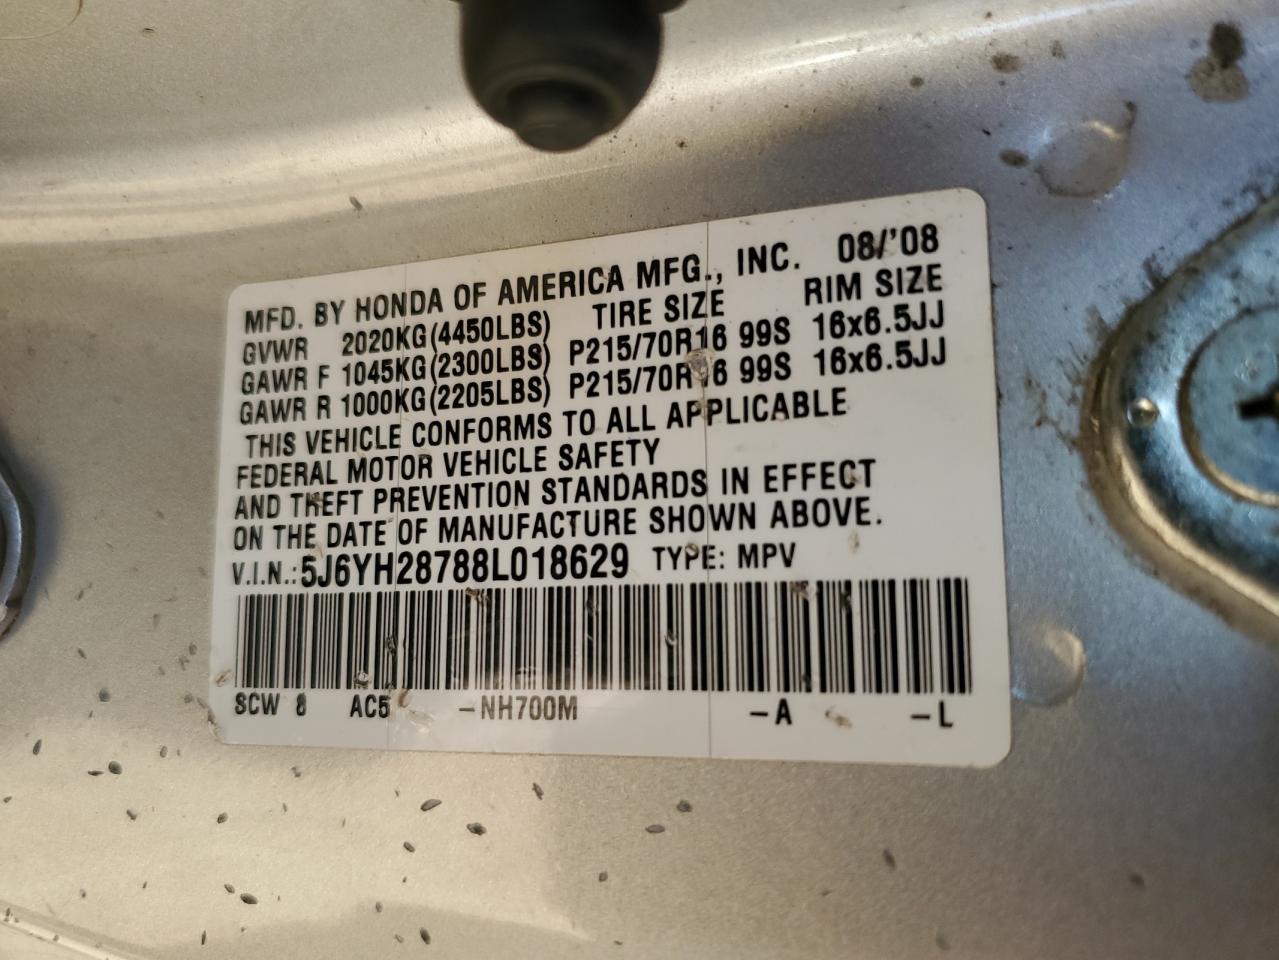 MFD. BY HONDA OF AMERICA MFG., INC. 08/'08
GVWR 2020KG(4450LBS) TIRE SIZE RIM SIZE
GAWR F 1045KG(2300LBS) P215/70R16 99S 16x6.5JJ
GAWR R 1000KG(2205LBS) P215/70R16 99S 16x6.5JJ
THIS VEHICLE CONFORMS TO ALL APPLICABLE
FEDERAL MOTOR VEHICLE SAFETY
AND THEFT PREVENTION STANDARDS IN EFFECT
ON THE DATE OF MANUFACTURE SHOWN ABOVE.
V.I.N.: 5J6YH28788L018629 TYPE: MPV
SCW 8 AC5 -NH700M -A -L